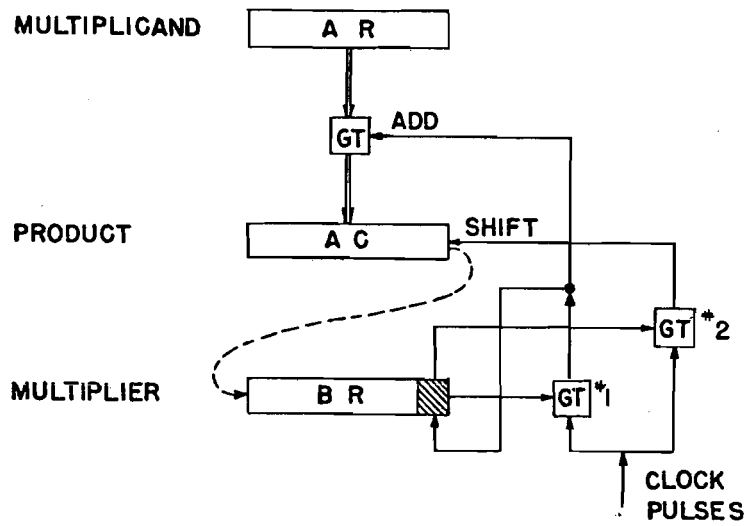 MULTIPLICAND
A R
GT
ADD
PRODUCT
A C
SHIFT
GT #2
MULTIPLIER
B R
GT #1
CLOCK
PULSES